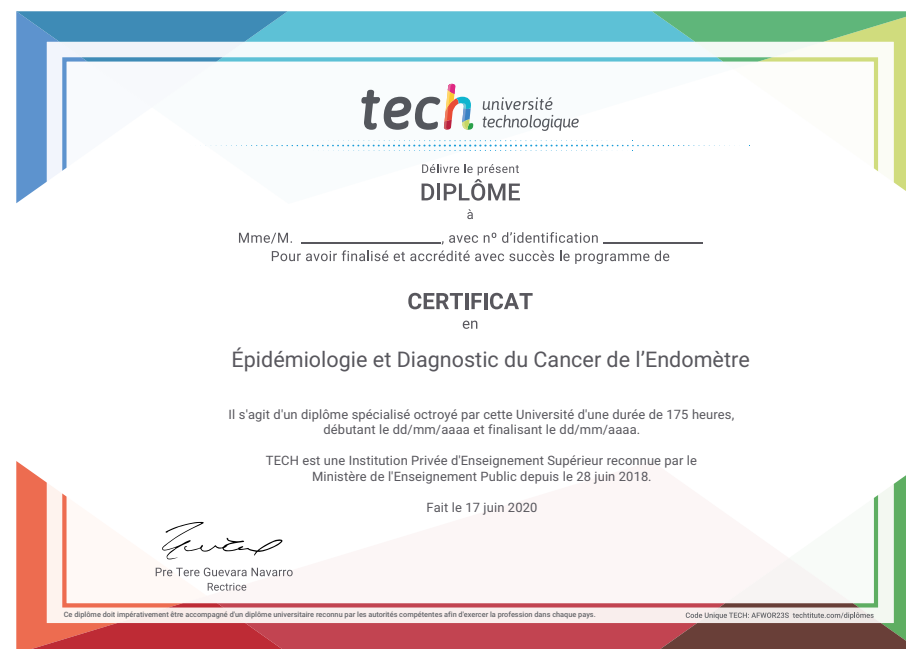 tech université
technologique
Délivre le présent
DIPLÔME
à
Mme/M. ____________________, avec nº d'identification ______________
Pour avoir finalisé et accrédité avec succès le programme de
CERTIFICAT
en
Épidémiologie et Diagnostic du Cancer de l'Endomètre
Il s'agit d'un diplôme spécialisé octroyé par cette Université d'une durée de 175 heures,
débutant le dd/mm/aaaa et finalisant le dd/mm/aaaa.
TECH est une Institution Privée d'Enseignement Supérieur reconnue par le
Ministère de l'Enseignement Public depuis le 28 juin 2018.
Fait le 17 juin 2020
Pre Tere Guevara Navarro
Rectrice
Ce diplôme doit impérativement être accompagné d'un diplôme universitaire reconnu par les autorités compétentes afin d'exercer la profession dans chaque pays.
Code Unique TECH: AFWOR23S techtitute.com/diplômes